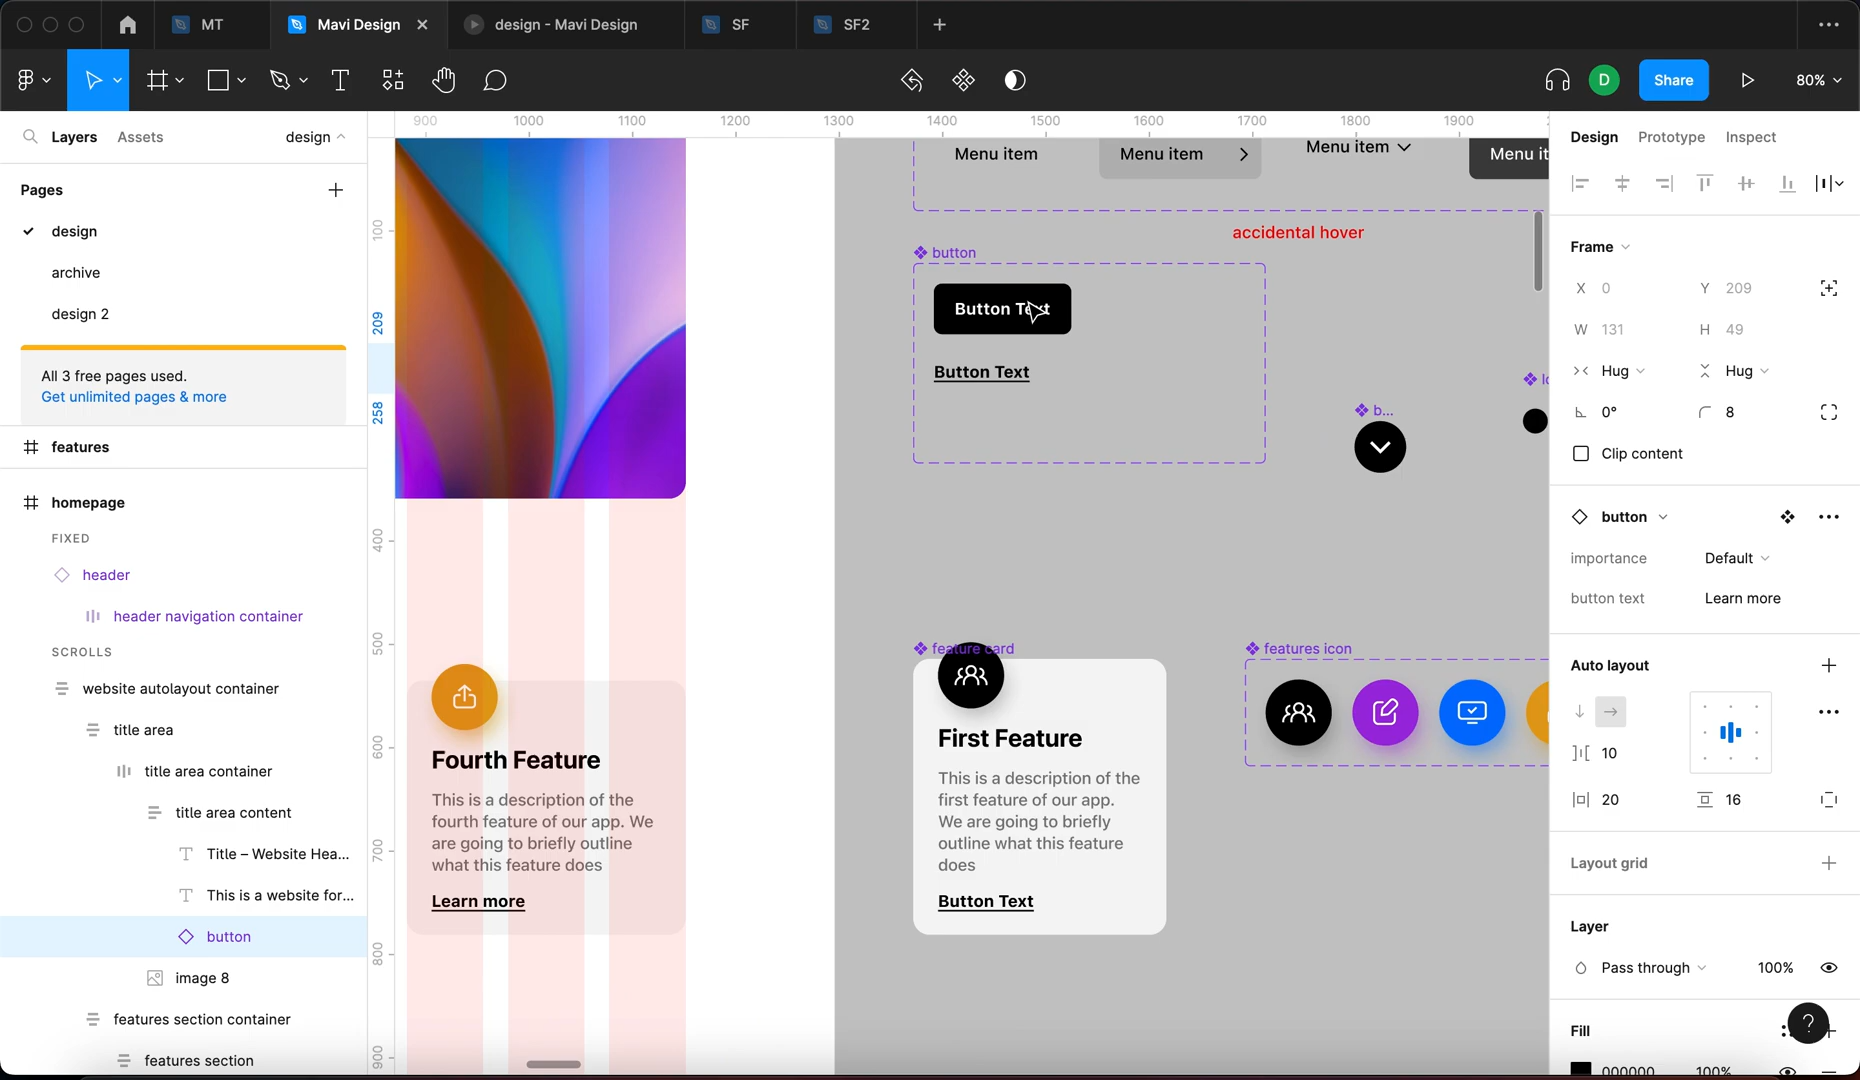 MT
Mavi Design
design - Mavi Design
SF
SF2
D
Share
80%
Layers
Assets
design
Pages
design
archive
design 2
All 3 free pages used.
Get unlimited pages & more
features
homepage
FIXED
header
header navigation container
SCROLLS
website autolayout container
title area
title area container
title area content
Title – Website Hea...
This is a website for...
button
image 8
features section container
features section
900
1000
1100
1200
1300
1400
1500
1600
1700
1800
1900
100
209
258
400
500
600
700
800
900
Menu item
Menu item
Menu item
Menu it
accidental hover
button
Button Text
Button Text
b...
feature card
features icon
Fourth Feature
This is a description of the
fourth feature of our app. We
are going to briefly outline
what this feature does
Learn more
First Feature
This is a description of the
first feature of our app.
We are going to briefly
outline what this feature
does
Button Text
Design
Prototype
Inspect
Frame
X 0
Y 209
W 131
H 49
Hug
Hug
0°
8
Clip content
button
importance
Default
button text
Learn more
Auto layout
10
20
16
Layout grid
Layer
Pass through
100%
Fill
?
000000
100%